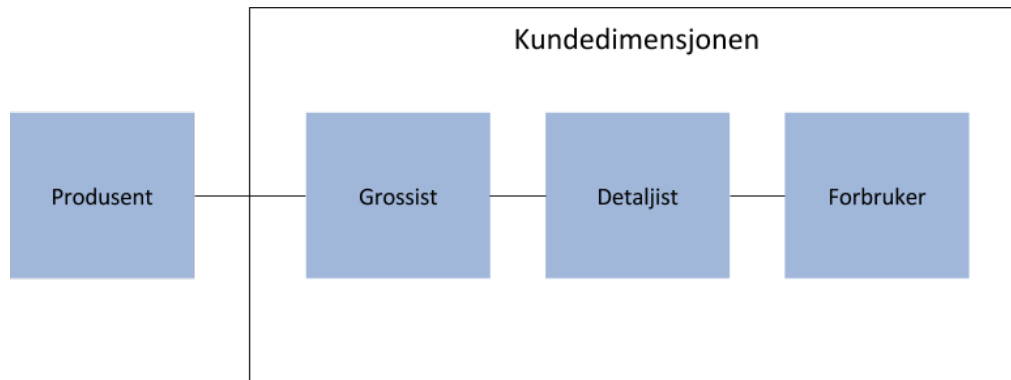 Kundedimensjonen
Produsent
Grossist
Detaljist
Forbruker